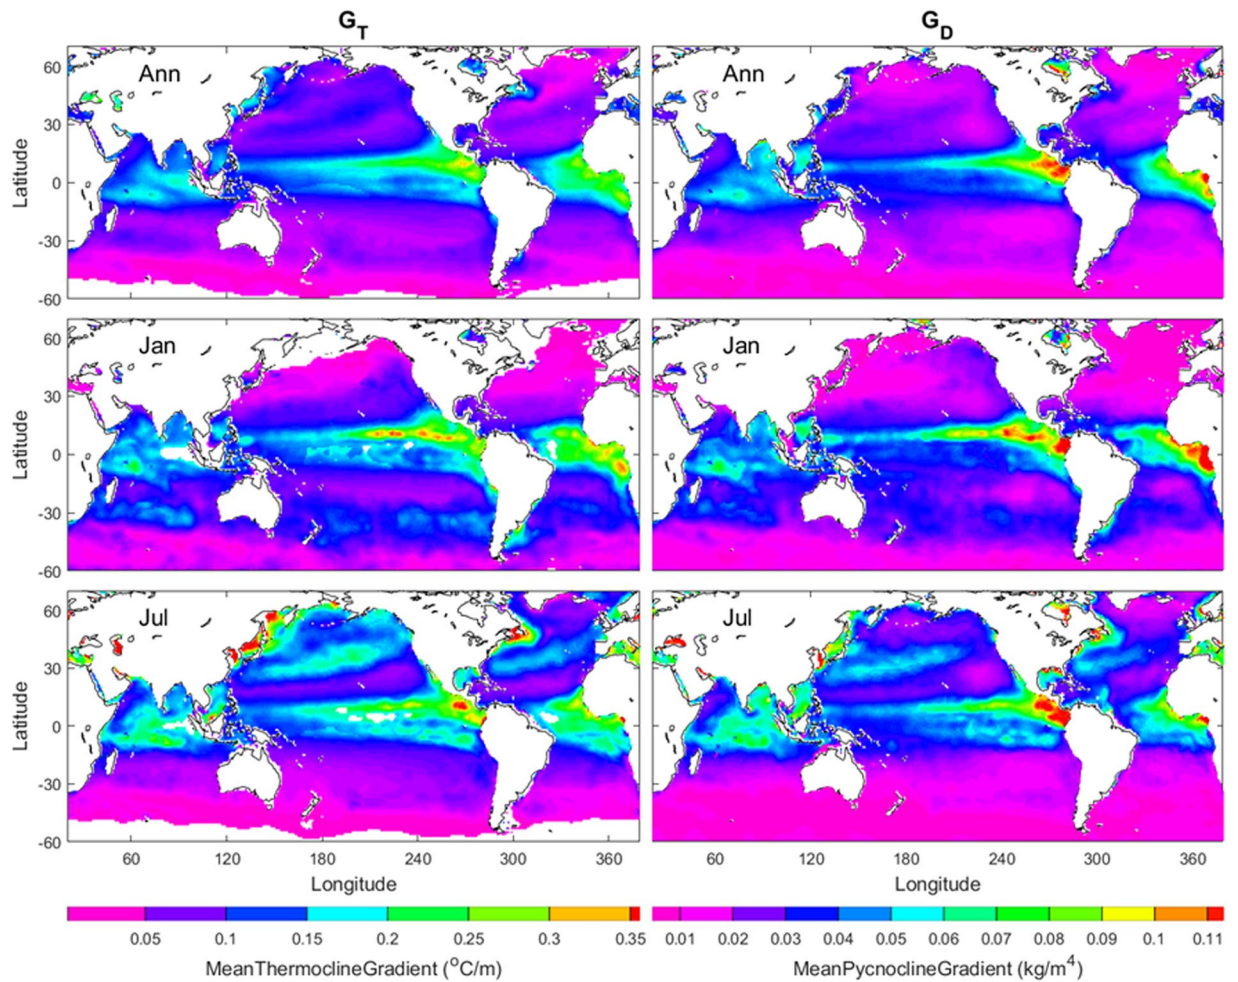 G_T G_D
Ann Ann
60
30
0
-30
-60
Latitude
Jan Jan
60
30
0
-30
-60
Latitude
Jul Jul
60
30
0
-30
-60
Latitude
60 120 180 240 300 360 60 120 180 240 300 360
Longitude Longitude
0.05 0.1 0.15 0.2 0.25 0.3 0.35 0.01 0.02 0.03 0.04 0.05 0.06 0.07 0.08 0.09 0.1 0.11
MeanThermoclineGradient (°C/m) MeanPycnoclineGradient (kg/m⁴)